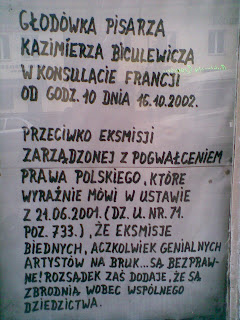 GŁODÓWKA PISARZA
KAZIMIERZA BICULEWICZA
W KONSULACIE FRANCJI
OD GODZ. 10 DNIA 16.10.2002.
PRZECIWKO EKSMISJI
ZARZĄDZONEJ Z POGWAŁCENIEM
PRAWA POLSKIEGO, KTÓRE
WYRAŹNIE MÓWI W USTAWIE
Z 21.06.2001. (DZ. U. NR. 71.
POZ. 733.), ŻE EKSMISJE
BIEDNYCH, ACZKOLWIEK GENIALNYCH
ARTYSTÓW NA BRUK... SĄ BEZPRAW-
NE! ROZSĄDEK ZAŚ DODAJE, ŻE SĄ
ZBRODNIĄ WOBEC WSPÓLNEGO
DZIEDZICTWA.